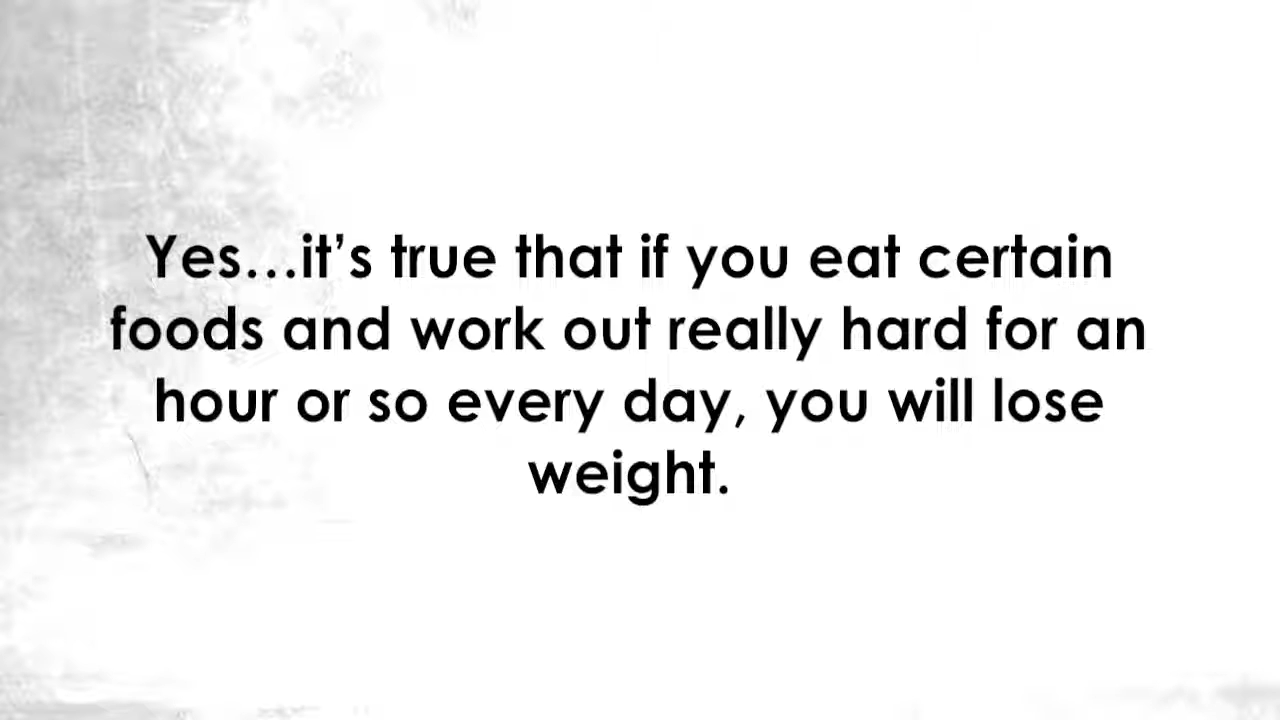 Yes…it’s true that if you eat certain
foods and work out really hard for an
hour or so every day, you will lose
weight.